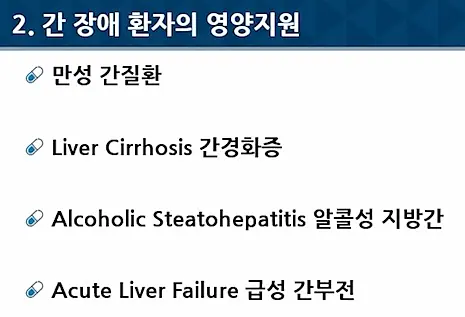 2. 간 장애 환자의 영양지원
만성 간질환
Liver Cirrhosis 간경화증
Alcoholic Steatohepatitis 알콜성 지방간
Acute Liver Failure 급성 간부전